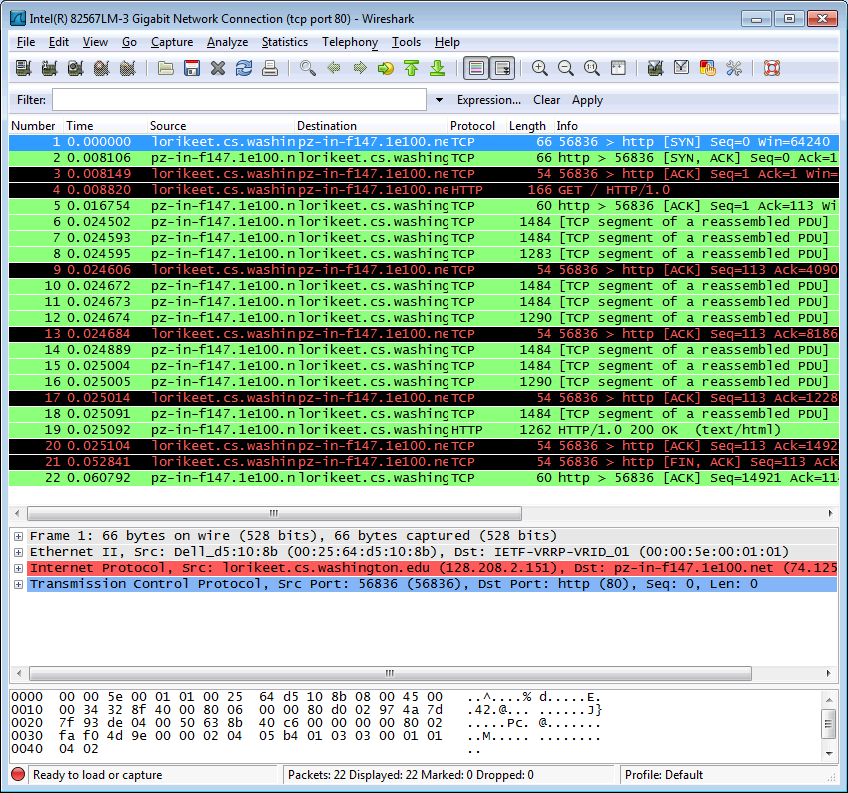 Intel(R) 82567LM-3 Gigabit Network Connection (tcp port 80) - Wireshark
File Edit View Go Capture Analyze Statistics Telephony Tools Help
Filter: Expression... Clear Apply
Number Time Source Destination Protocol Length Info
1 0.000000 lorikeet.cs.washin pz-in-f147.1e100.ne TCP 66 56836 > http [SYN] Seq=0 Win=64240
2 0.008106 pz-in-f147.1e100.n lorikeet.cs.washing TCP 66 http > 56836 [SYN, ACK] Seq=0 Ack=1
3 0.008149 lorikeet.cs.washin pz-in-f147.1e100.ne TCP 54 56836 > http [ACK] Seq=1 Ack=1 Win=
4 0.008820 lorikeet.cs.washin pz-in-f147.1e100.ne HTTP 166 GET / HTTP/1.0
5 0.016754 pz-in-f147.1e100.n lorikeet.cs.washing TCP 60 http > 56836 [ACK] Seq=1 Ack=113 Wi
6 0.024502 pz-in-f147.1e100.n lorikeet.cs.washing TCP 1484 [TCP segment of a reassembled PDU]
7 0.024593 pz-in-f147.1e100.n lorikeet.cs.washing TCP 1484 [TCP segment of a reassembled PDU]
8 0.024595 pz-in-f147.1e100.n lorikeet.cs.washing TCP 1283 [TCP segment of a reassembled PDU]
9 0.024606 lorikeet.cs.washin pz-in-f147.1e100.ne TCP 54 56836 > http [ACK] Seq=113 Ack=4090
10 0.024672 pz-in-f147.1e100.n lorikeet.cs.washing TCP 1484 [TCP segment of a reassembled PDU]
11 0.024673 pz-in-f147.1e100.n lorikeet.cs.washing TCP 1484 [TCP segment of a reassembled PDU]
12 0.024674 pz-in-f147.1e100.n lorikeet.cs.washing TCP 1290 [TCP segment of a reassembled PDU]
13 0.024684 lorikeet.cs.washin pz-in-f147.1e100.ne TCP 54 56836 > http [ACK] Seq=113 Ack=8186
14 0.024889 pz-in-f147.1e100.n lorikeet.cs.washing TCP 1484 [TCP segment of a reassembled PDU]
15 0.025004 pz-in-f147.1e100.n lorikeet.cs.washing TCP 1484 [TCP segment of a reassembled PDU]
16 0.025005 pz-in-f147.1e100.n lorikeet.cs.washing TCP 1290 [TCP segment of a reassembled PDU]
17 0.025014 lorikeet.cs.washin pz-in-f147.1e100.ne TCP 54 56836 > http [ACK] Seq=113 Ack=1228
18 0.025091 pz-in-f147.1e100.n lorikeet.cs.washing TCP 1484 [TCP segment of a reassembled PDU]
19 0.025092 pz-in-f147.1e100.n lorikeet.cs.washing HTTP 1262 HTTP/1.0 200 OK (text/html)
20 0.025104 lorikeet.cs.washin pz-in-f147.1e100.ne TCP 54 56836 > http [ACK] Seq=113 Ack=1492
21 0.052841 lorikeet.cs.washin pz-in-f147.1e100.ne TCP 54 56836 > http [FIN, ACK] Seq=113 Ack
22 0.060792 pz-in-f147.1e100.n lorikeet.cs.washing TCP 60 http > 56836 [ACK] Seq=14921 Ack=11
Frame 1: 66 bytes on wire (528 bits), 66 bytes captured (528 bits)
Ethernet II, Src: Dell_d5:10:8b (00:25:64:d5:10:8b), Dst: IETF-VRRP-VRID_01 (00:00:5e:00:01:01)
Internet Protocol, Src: lorikeet.cs.washington.edu (128.208.2.151), Dst: pz-in-f147.1e100.net (74.125
Transmission Control Protocol, Src Port: 56836 (56836), Dst Port: http (80), Seq: 0, Len: 0
0000 00 00 5e 00 01 01 00 25 64 d5 10 8b 08 00 45 00 ..^....% d.....E.
0010 00 34 32 8f 40 00 80 06 00 00 80 d0 02 97 4a 7d .42.@... ......J}
0020 7f 93 de 04 00 50 63 8b 40 c6 00 00 00 00 80 02 .....Pc. @.......
0030 fa f0 4d 9e 00 00 02 04 05 b4 01 03 03 00 01 01 ..M..... ........
0040 04 02 ..
Ready to load or capture Packets: 22 Displayed: 22 Marked: 0 Dropped: 0 Profile: Default